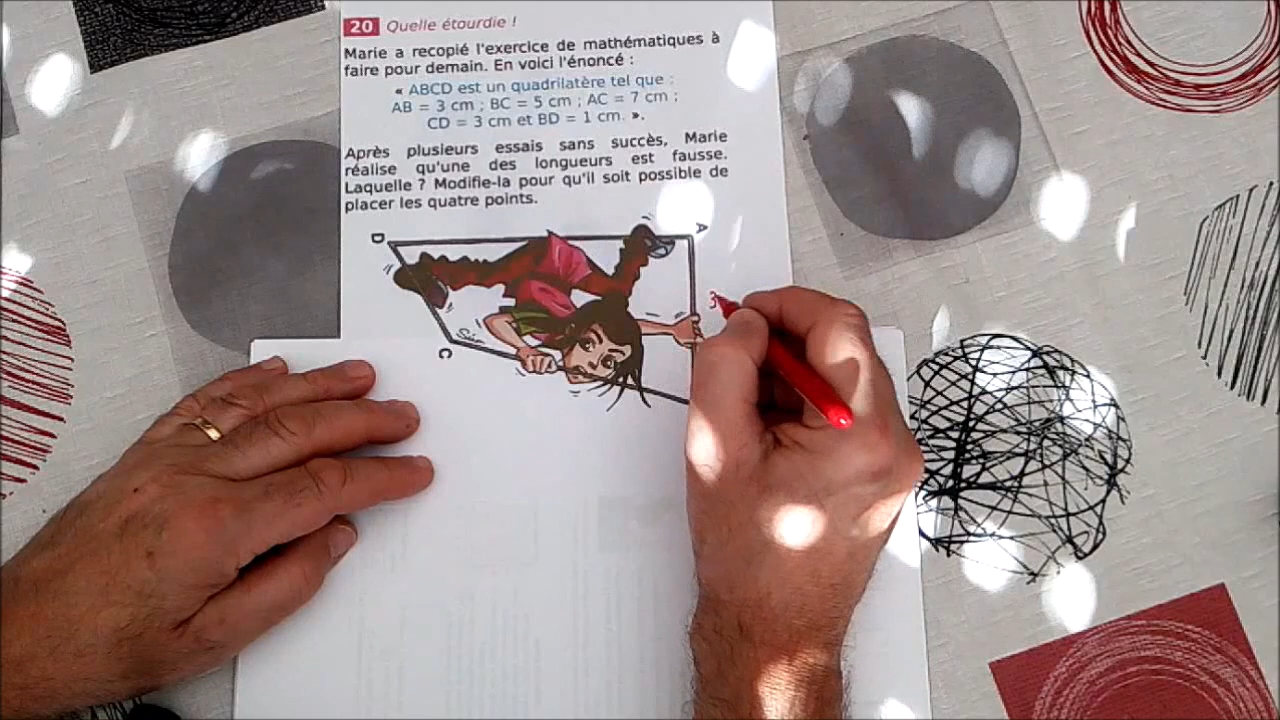 20 Quelle étourdie !
Marie a recopié l'exercice de mathématiques à
faire pour demain. En voici l'énoncé :
« ABCD est un quadrilatère tel que :
AB = 3 cm ; BC = 5 cm ; AC = 7 cm ;
CD = 3 cm et BD = 1 cm. ».
Après plusieurs essais sans succès, Marie
réalise qu'une des longueurs est fausse.
Laquelle ? Modifie-la pour qu'il soit possible de
placer les quatre points.
D
A
3
C